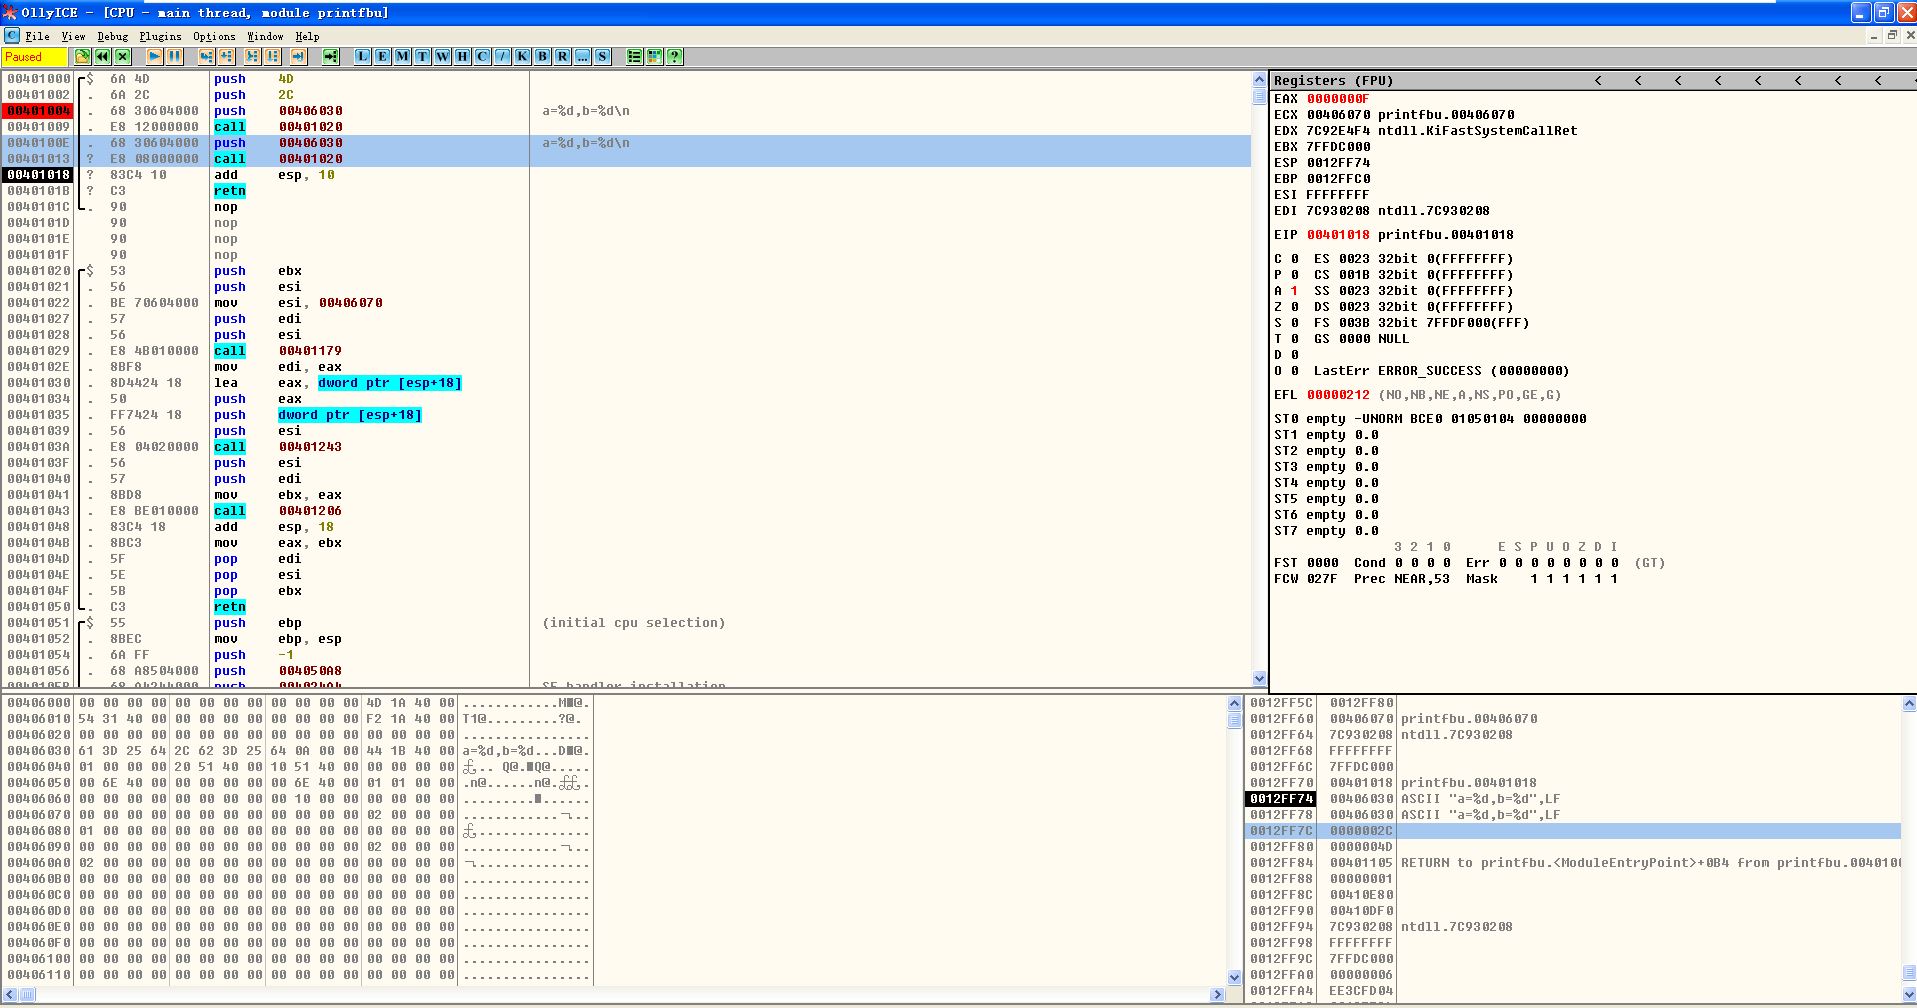 OllyICE - [CPU - main thread, module printfbu]
File View Debug Plugins Options Window Help
Paused L E M T W H C / K B R ... S ?
00401000 $ 6A 4D push 4D
00401002 . 6A 2C push 2C
00401004 . 68 30604000 push 00406030 a=%d,b=%d\n
00401009 . E8 12000000 call 00401020
0040100E . 68 30604000 push 00406030 a=%d,b=%d\n
00401013 ? E8 08000000 call 00401020
00401018 ? 83C4 10 add esp, 10
0040101B ? C3 retn
0040101C . 90 nop
0040101D 90 nop
0040101E 90 nop
0040101F 90 nop
00401020 $ 53 push ebx
00401021 . 56 push esi
00401022 . BE 70604000 mov esi, 00406070
00401027 . 57 push edi
00401028 . 56 push esi
00401029 . E8 4B010000 call 00401179
0040102E . 8BF8 mov edi, eax
00401030 . 8D4424 18 lea eax, dword ptr [esp+18]
00401034 . 50 push eax
00401035 . FF7424 18 push dword ptr [esp+18]
00401039 . 56 push esi
0040103A . E8 04020000 call 00401243
0040103F . 56 push esi
00401040 . 57 push edi
00401041 . 8BD8 mov ebx, eax
00401043 . E8 BE010000 call 00401206
00401048 . 83C4 18 add esp, 18
0040104B . 8BC3 mov eax, ebx
0040104D . 5F pop edi
0040104E . 5E pop esi
0040104F . 5B pop ebx
00401050 . C3 retn
00401051 $ 55 push ebp (initial cpu selection)
00401052 . 8BEC mov ebp, esp
00401054 . 6A FF push -1
00401056 . 68 A8504000 push 004050A8
0040105B . 68 A4244000 push 004024A4 SE handler installation
Registers (FPU) < < < < < < < <
EAX 0000000F
ECX 00406070 printfbu.00406070
EDX 7C92E4F4 ntdll.KiFastSystemCallRet
EBX 7FFDC000
ESP 0012FF74
EBP 0012FFC0
ESI FFFFFFFF
EDI 7C930208 ntdll.7C930208
EIP 00401018 printfbu.00401018
C 0 ES 0023 32bit 0(FFFFFFFF)
P 0 CS 001B 32bit 0(FFFFFFFF)
A 1 SS 0023 32bit 0(FFFFFFFF)
Z 0 DS 0023 32bit 0(FFFFFFFF)
S 0 FS 003B 32bit 7FFDF000(FFF)
T 0 GS 0000 NULL
D 0
O 0 LastErr ERROR_SUCCESS (00000000)
EFL 00000212 (NO,NB,NE,A,NS,PO,GE,G)
ST0 empty -UNORM BCE0 01050104 00000000
ST1 empty 0.0
ST2 empty 0.0
ST3 empty 0.0
ST4 empty 0.0
ST5 empty 0.0
ST6 empty 0.0
ST7 empty 0.0
3 2 1 0 E S P U O Z D I
FST 0000 Cond 0 0 0 0 Err 0 0 0 0 0 0 0 0 (GT)
FCW 027F Prec NEAR,53 Mask 1 1 1 1 1 1
00406000 00 00 00 00 00 00 00 00 00 00 00 00 4D 1A 40 00 ............M@.
00406010 54 31 40 00 00 00 00 00 00 00 00 00 F2 1A 40 00 T1@.........?@.
00406020 00 00 00 00 00 00 00 00 00 00 00 00 00 00 00 00 ................
00406030 61 3D 25 64 2C 62 3D 25 64 0A 00 00 44 1B 40 00 a=%d,b=%d...D@.
00406040 01 00 00 00 20 51 40 00 10 51 40 00 00 00 00 00 ... Q@.Q@.....
00406050 00 6E 40 00 00 00 00 00 00 6E 40 00 01 01 00 00 .n@......n@...
00406060 00 00 00 00 00 00 00 00 00 10 00 00 00 00 00 00 ...............
00406070 00 00 00 00 00 00 00 00 00 00 00 00 02 00 00 00 ............¬...
00406080 01 00 00 00 00 00 00 00 00 00 00 00 00 00 00 00 ...............
00406090 00 00 00 00 00 00 00 00 00 00 00 00 02 00 00 00 ............¬...
004060A0 02 00 00 00 00 00 00 00 00 00 00 00 00 00 00 00 ¬...............
004060B0 00 00 00 00 00 00 00 00 00 00 00 00 00 00 00 00 ................
004060C0 00 00 00 00 00 00 00 00 00 00 00 00 00 00 00 00 ................
004060D0 00 00 00 00 00 00 00 00 00 00 00 00 00 00 00 00 ................
004060E0 00 00 00 00 00 00 00 00 00 00 00 00 00 00 00 00 ................
004060F0 00 00 00 00 00 00 00 00 00 00 00 00 00 00 00 00 ................
00406100 00 00 00 00 00 00 00 00 00 00 00 00 00 00 00 00 ................
00406110 00 00 00 00 00 00 00 00 00 00 00 00 00 00 00 00 ................
0012FF5C 0012FF80
0012FF60 00406070 printfbu.00406070
0012FF64 7C930208 ntdll.7C930208
0012FF68 FFFFFFFF
0012FF6C 7FFDC000
0012FF70 00401018 printfbu.00401018
0012FF74 00406030 ASCII "a=%d,b=%d",LF
0012FF78 00406030 ASCII "a=%d,b=%d",LF
0012FF7C 0000002C
0012FF80 0000004D
0012FF84 00401105 RETURN to printfbu.<ModuleEntryPoint>+0B4 from printfbu.0040100
0012FF88 00000001
0012FF8C 00410E80
0012FF90 00410DF0
0012FF94 7C930208 ntdll.7C930208
0012FF98 FFFFFFFF
0012FF9C 7FFDC000
0012FFA0 00000006
0012FFA4 EE3CFD04